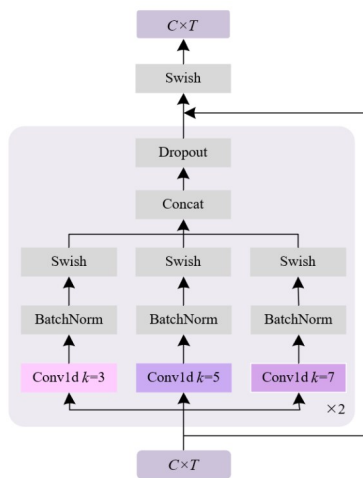 C×T
Swish
Dropout
Concat
Swish Swish Swish
BatchNorm BatchNorm BatchNorm
Conv1d k=3 Conv1d k=5 Conv1d k=7
×2
C×T